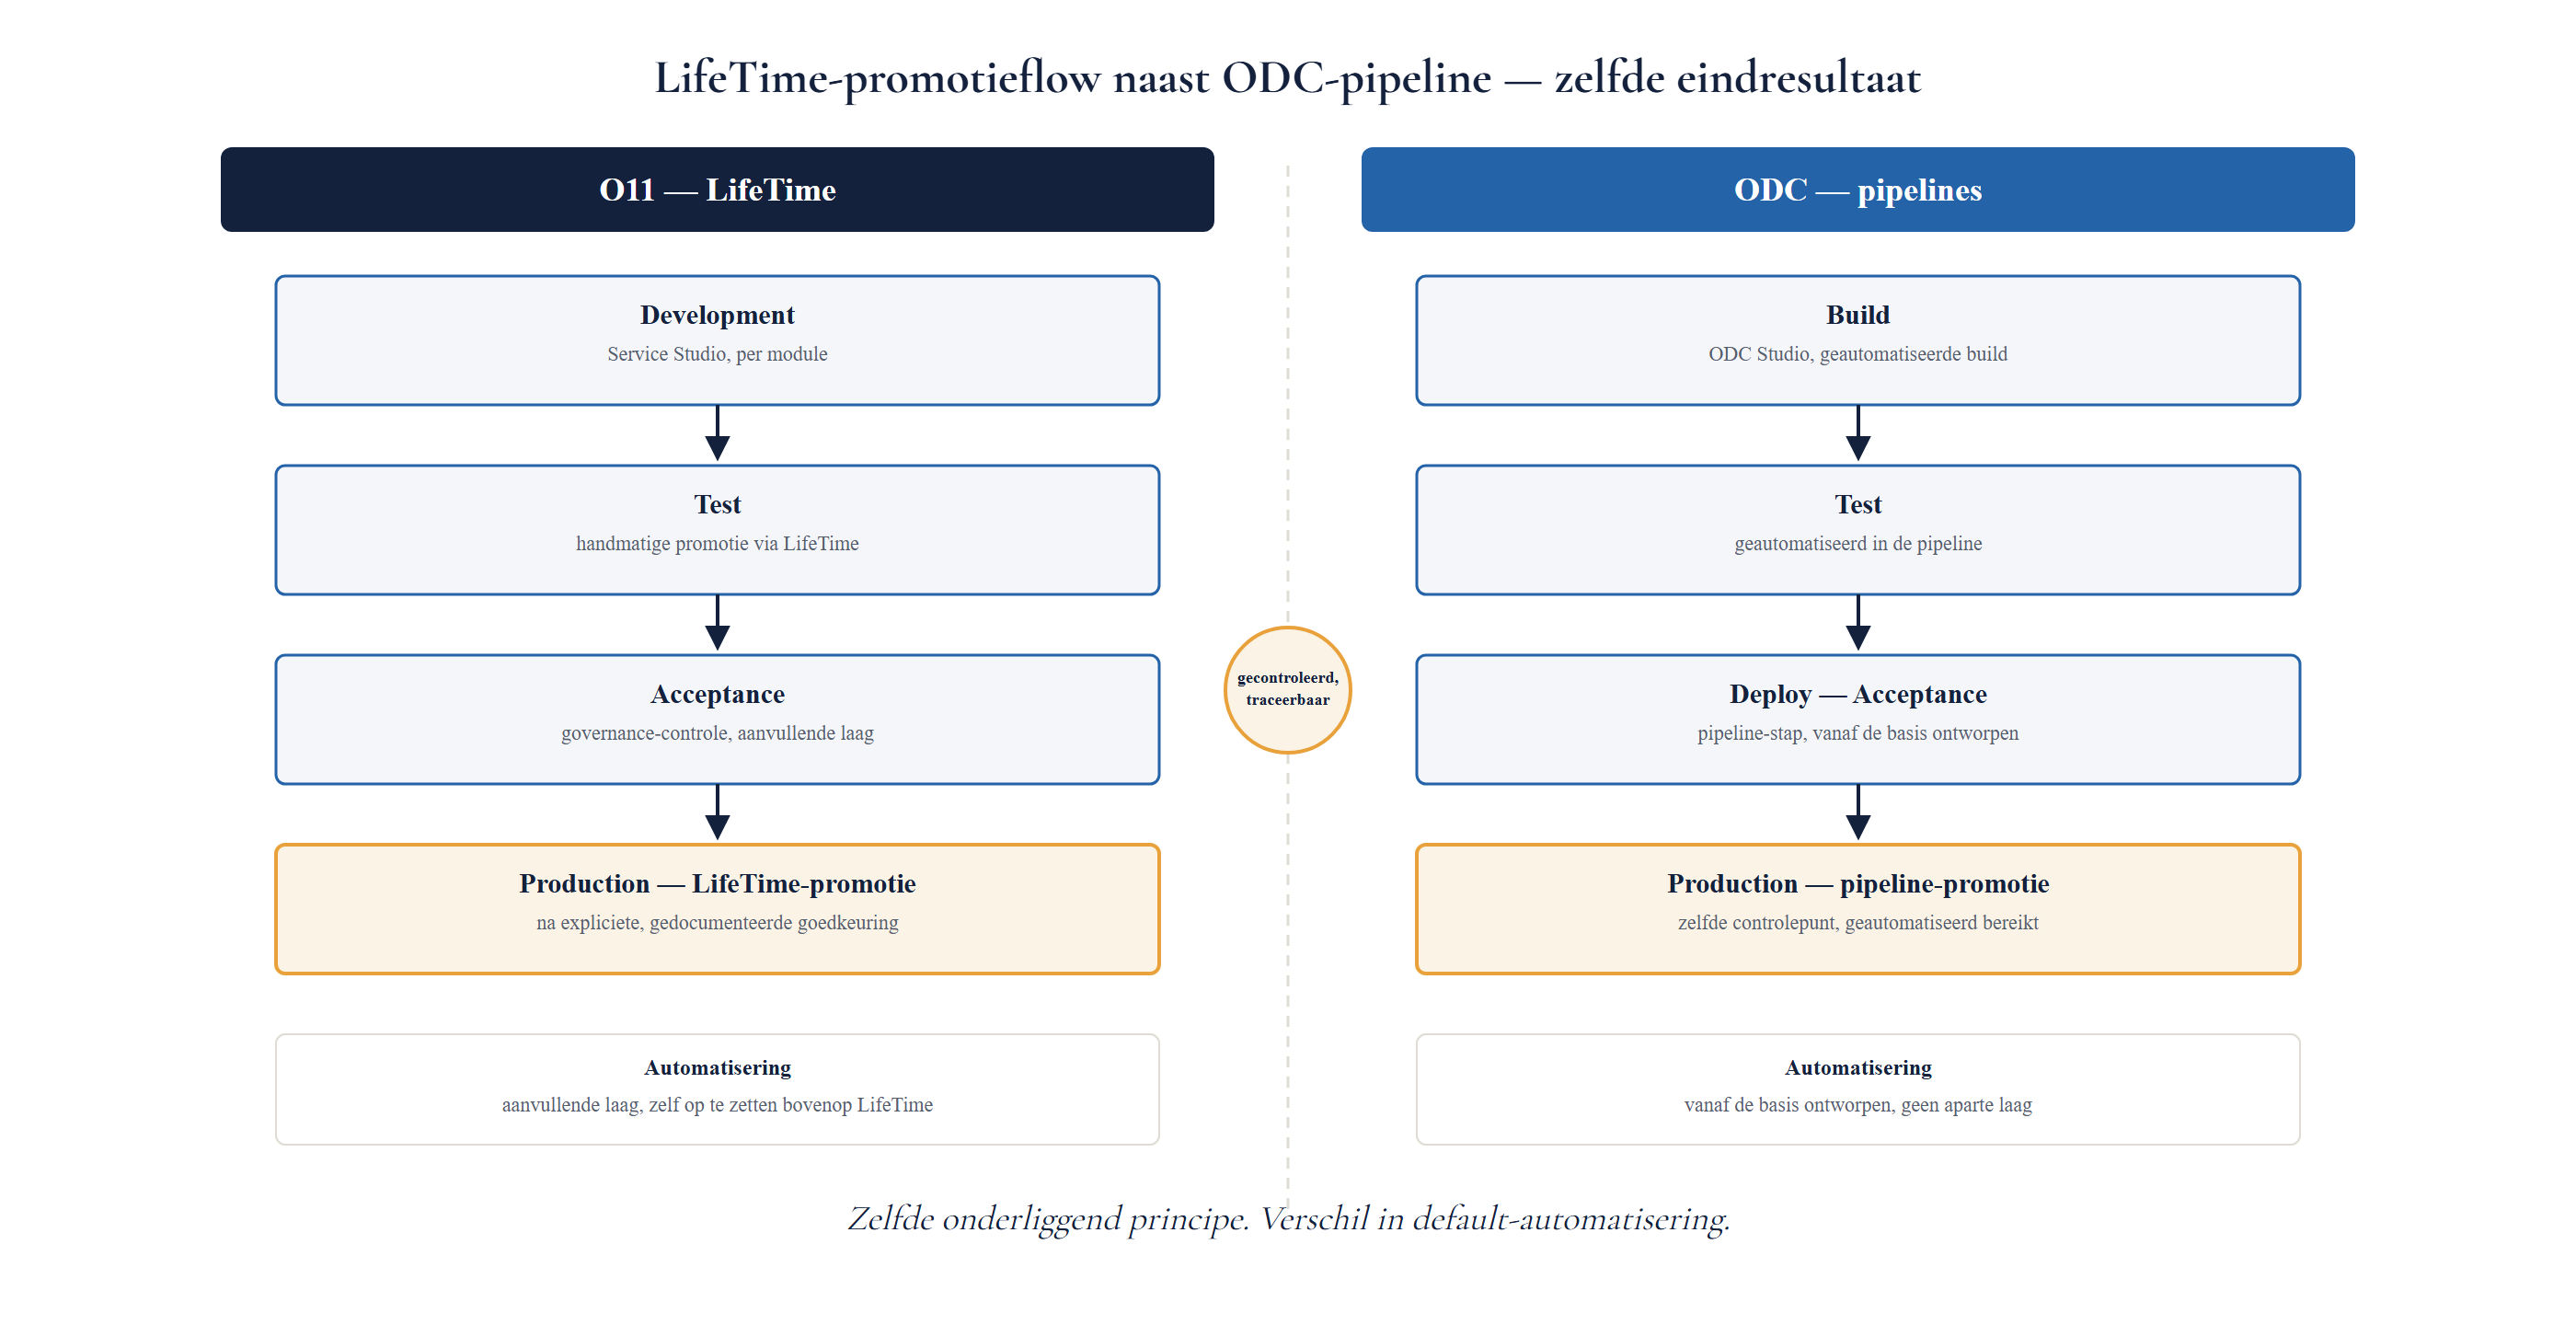 LifeTime-promotieflow naast ODC-pipeline — zelfde eindresultaat
O11 — LifeTime
Development
Service Studio, per module
Test
handmatige promotie via LifeTime
Acceptance
governance-controle, aanvullende laag
Production — LifeTime-promotie
na expliciete, gedocumenteerde goedkeuring
Automatisering
aanvullende laag, zelf op te zetten bovenop LifeTime
gecontroleerd,
traceerbaar
ODC — pipelines
Build
ODC Studio, geautomatiseerde build
Test
geautomatiseerd in de pipeline
Deploy — Acceptance
pipeline-stap, vanaf de basis ontworpen
Production — pipeline-promotie
zelfde controlepunt, geautomatiseerd bereikt
Automatisering
vanaf de basis ontworpen, geen aparte laag
Zelfde onderliggend principe. Verschil in default-automatisering.